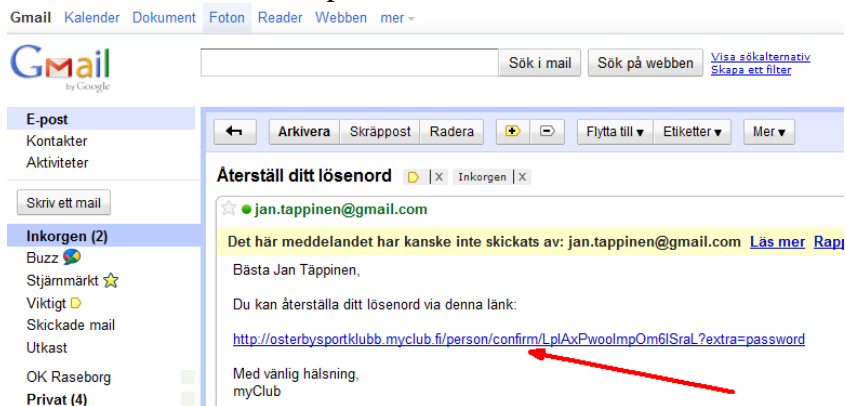 Gmail Kalender Dokument Foton Reader Webben mer
Gmail
by Google
Sök i mail Sök på webben Visa sökalternativ
Skapa ett filter
E-post
Kontakter
Aktiviteter
Skriv ett mail
Inkorgen (2)
Buzz
Stjärnmärkt
Viktigt
Skickade mail
Utkast
OK Raseborg
Privat (4)
Arkivera Skräppost Radera Flytta till Etiketter Mer
Återställ ditt lösenord x Inkorgen x
jan.tappinen@gmail.com
Det här meddelandet har kanske inte skickats av: jan.tappinen@gmail.com Läs mer Rapp
Bästa Jan Täppinen,
Du kan återställa ditt lösenord via denna länk:
http://osterbysportklubb.myclub.fi/person/confirm/LplAxPwoolmpOm6lSraL?extra=password
Med vänlig hälsning,
myClub